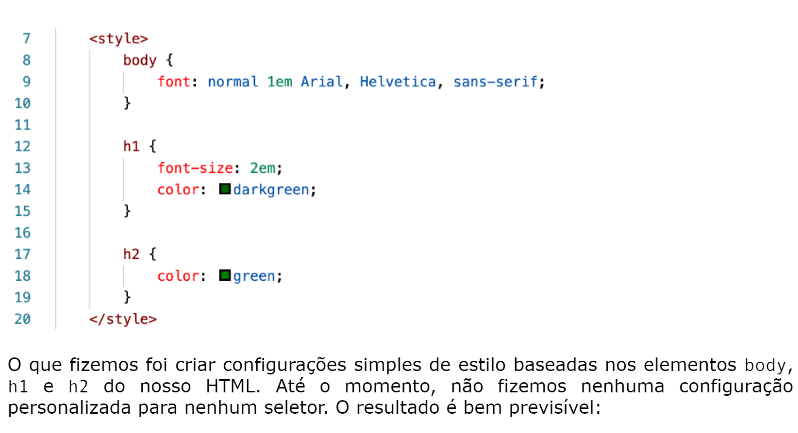 7 <style>
8 body {
9 font: normal 1em Arial, Helvetica, sans-serif;
10 }
11
12 h1 {
13 font-size: 2em;
14 color: darkgreen;
15 }
16
17 h2 {
18 color: green;
19 }
20 </style>
O que fizemos foi criar configurações simples de estilo baseadas nos elementos body,
h1 e h2 do nosso HTML. Até o momento, não fizemos nenhuma configuração
personalizada para nenhum seletor. O resultado é bem previsível: